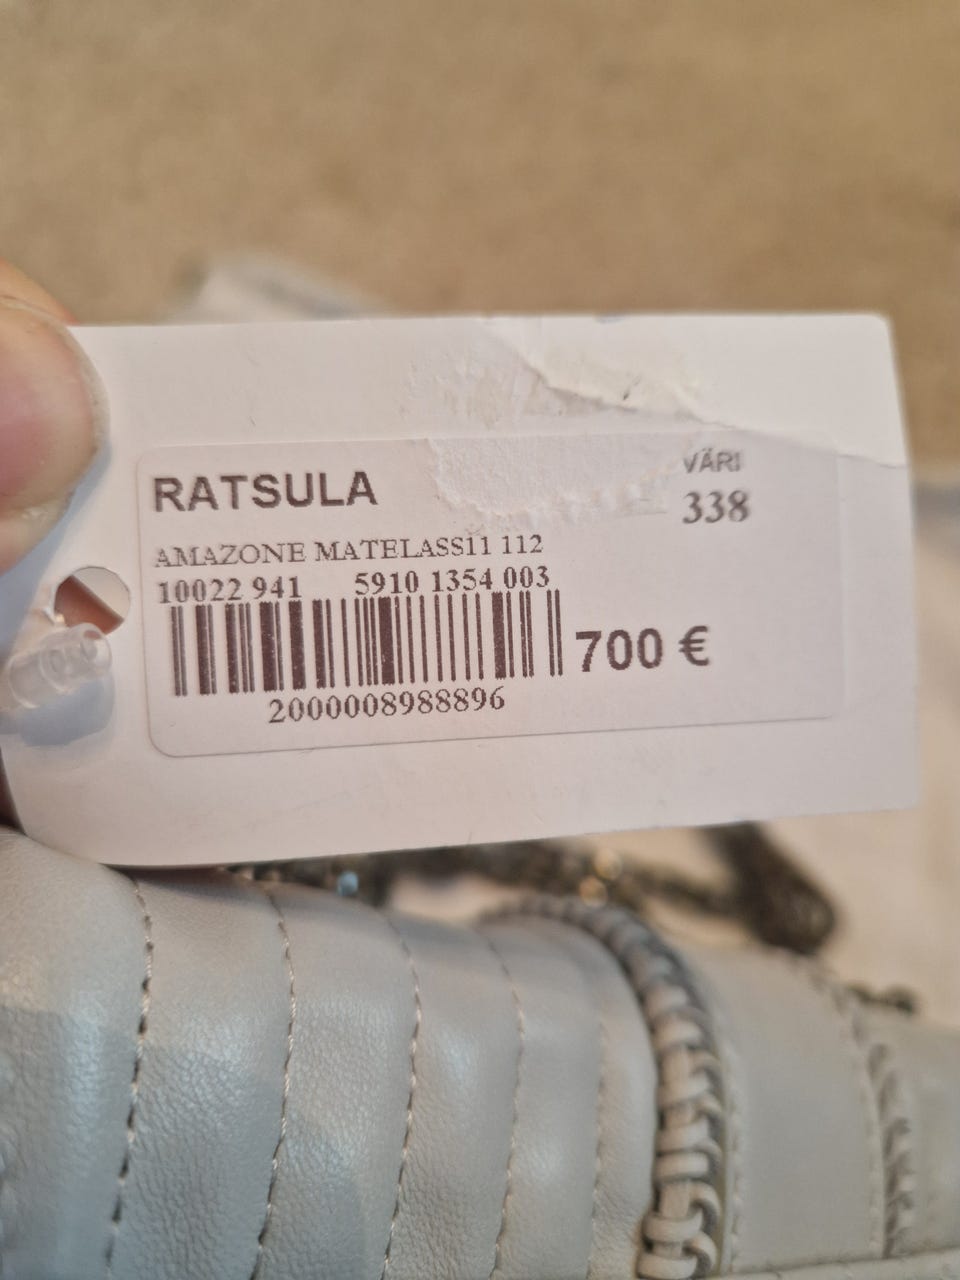 RATSULA
VÄRI
338
AMAZONE MATELASS11 112
10022 941 5910 1354 003
700 €
2000008988896